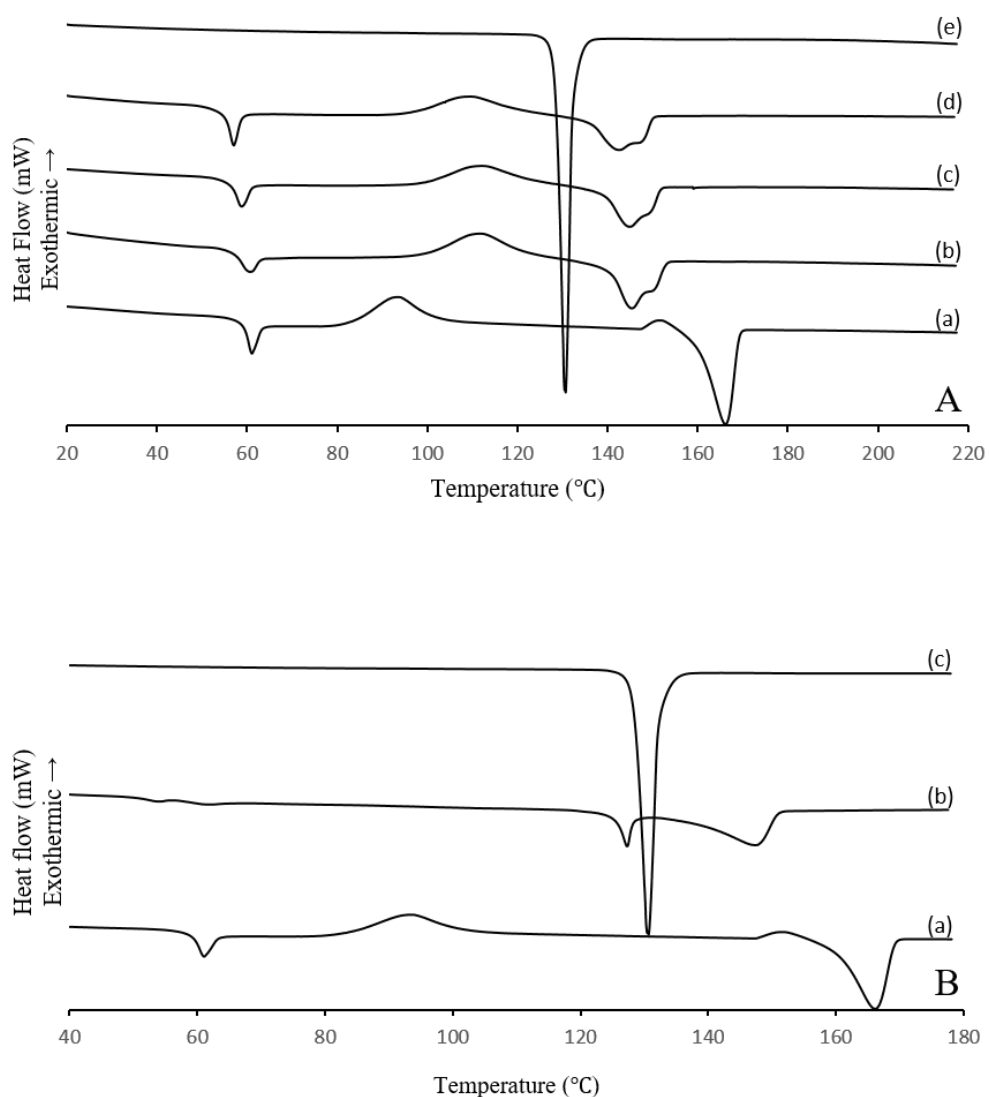 (e)
(d)
(c)
(b)
(a)
A
Heat Flow (mW)
Exothermic →
20 40 60 80 100 120 140 160 180 200 220
Temperature (℃)
(c)
(b)
(a)
B
Heat flow (mW)
Exothermic →
40 60 80 100 120 140 160 180
Temperature (℃)